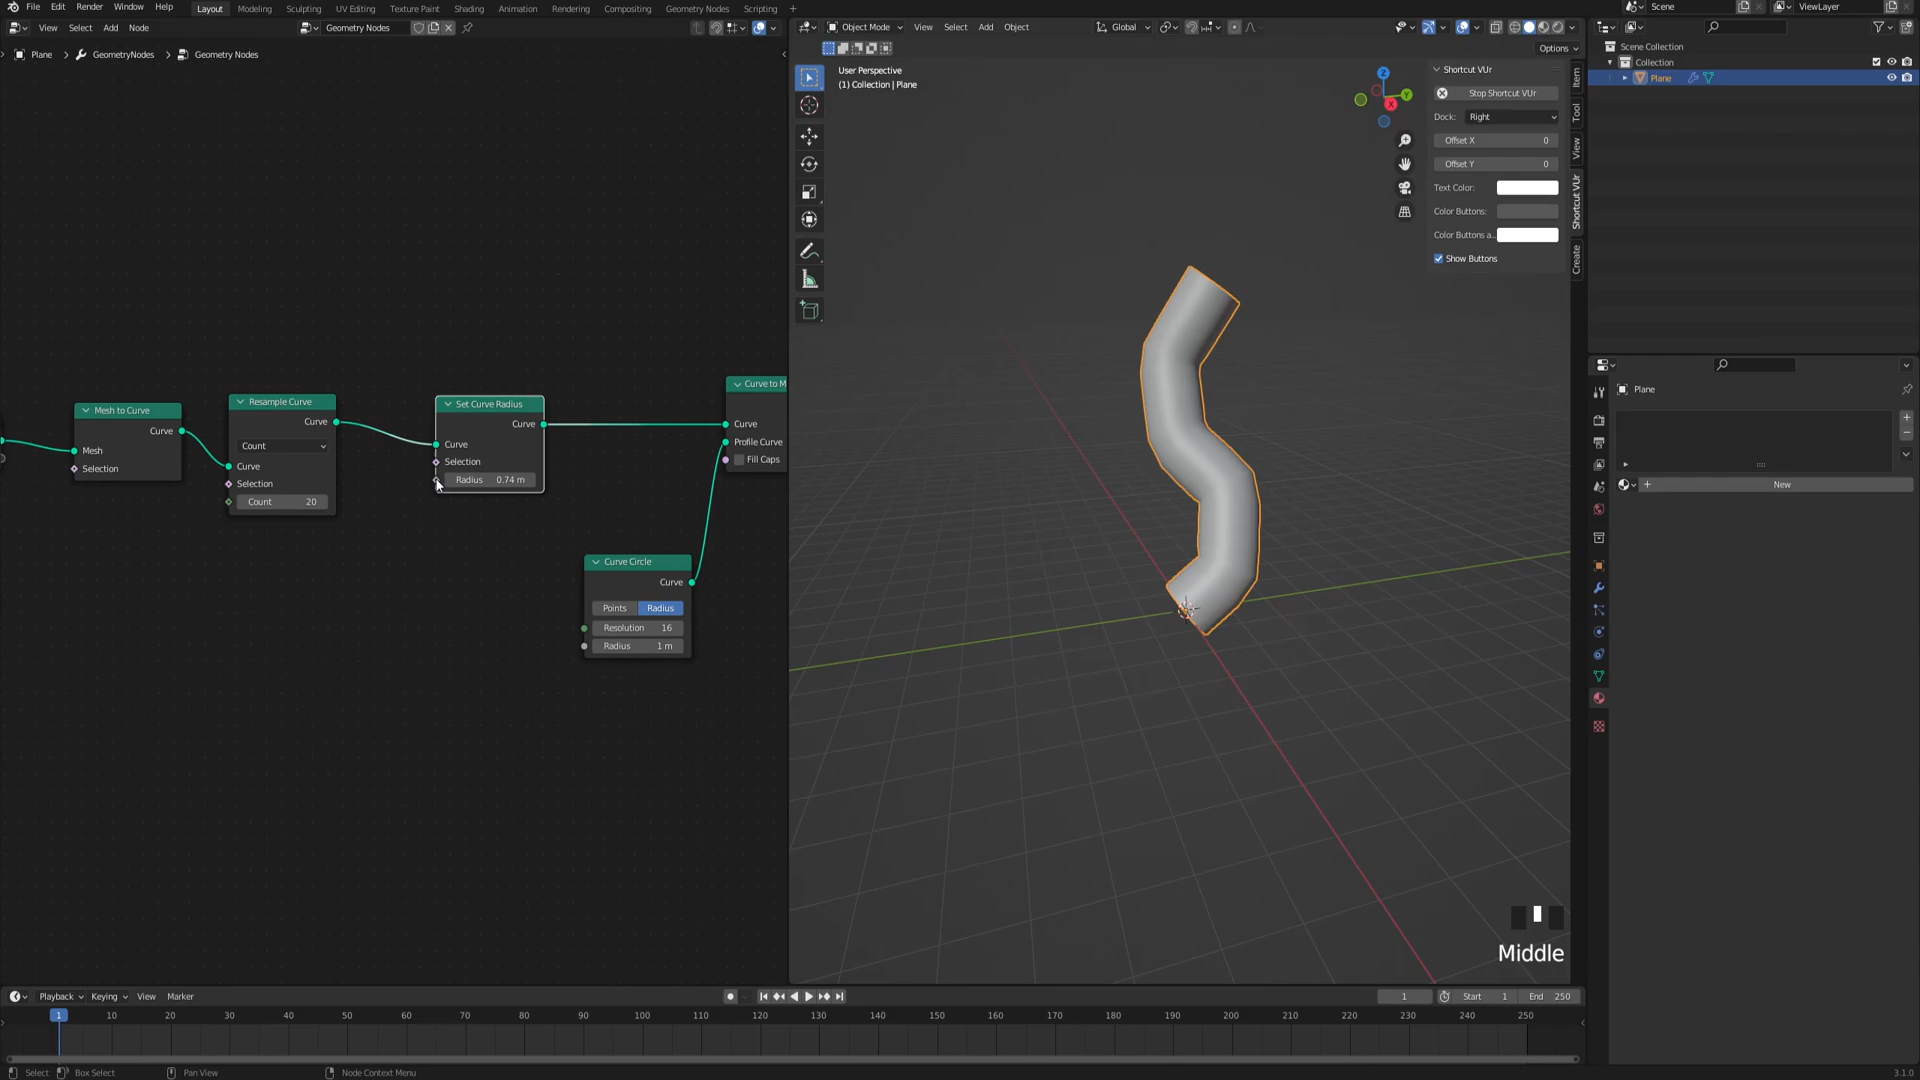 File Edit Render Window Help Layout Modeling Sculpting UV Editing Texture Paint Shading Animation Rendering Compositing Geometry Nodes Scripting + Scene ViewLayer
View Select Add Node Geometry Nodes
Object Mode View Select Add Object Global
Options
Plane > GeometryNodes > Geometry Nodes
User Perspective
(1) Collection | Plane
Z
Y
X
Shortcut VUr
Stop Shortcut VUr
Dock: Right
Offset X 0
Offset Y 0
Text Color:
Color Buttons:
Color Buttons a..
Show Buttons
Item
Tool
View
Shortcut VUr
Create
Scene Collection
Collection
Plane
Mesh to Curve
Curve
Mesh
Selection
Resample Curve
Curve
Count
Curve
Selection
Count 20
Set Curve Radius
Curve
Curve
Selection
Radius 0.74 m
Curve to M
Curve
Profile Curve
Fill Caps
Curve Circle
Curve
Points Radius
Resolution 16
Radius 1 m
Plane
New
Middle
Playback Keying View Marker
1 Start 1 End 250
1 10 20 30 40 50 60 70 80 90 100 110 120 130 140 150 160 170 180 190 200 210 220 230 240 250
Select Box Select Pan View Node Context Menu 3.1.0